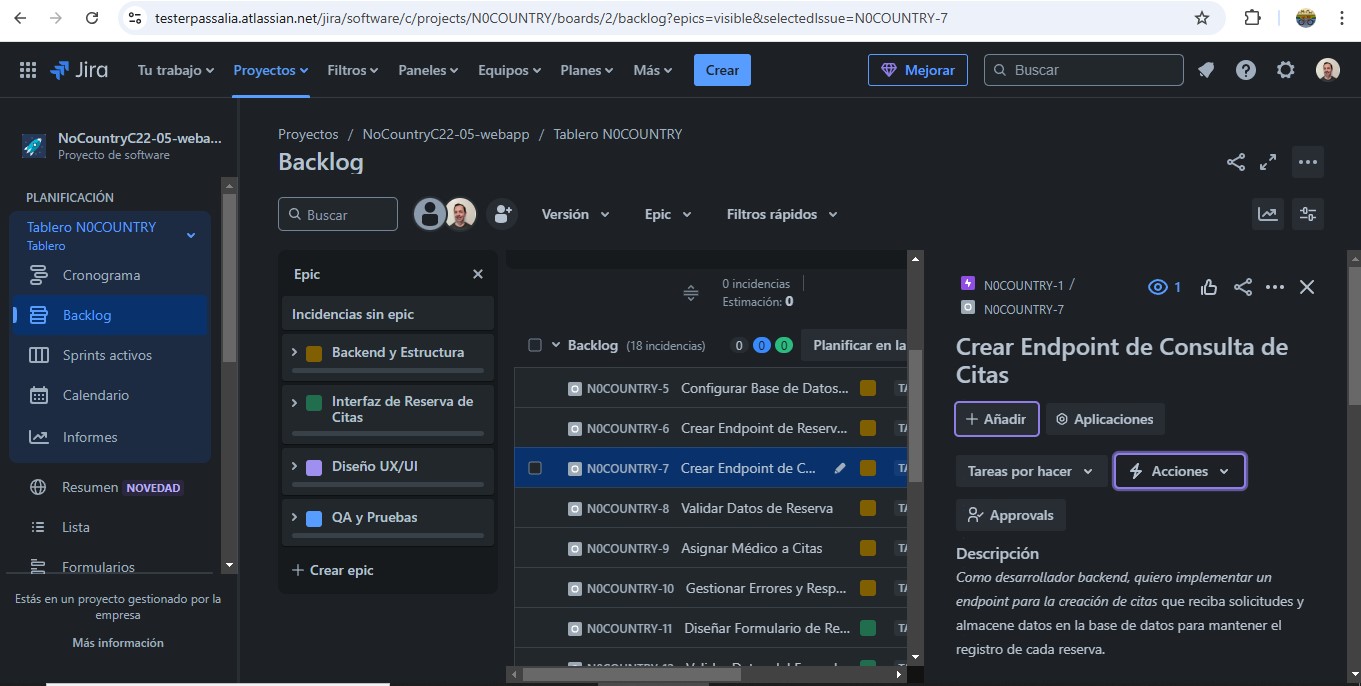 testerpassalia.atlassian.net/jira/software/c/projects/N0COUNTRY/boards/2/backlog?epics=visible&selectedIssue=N0COUNTRY-7
Jira
Tu trabajo
Proyectos
Filtros
Paneles
Equipos
Planes
Más
Crear
Mejorar
Buscar
NoCountryC22-05-weba...
Proyecto de software
PLANIFICACIÓN
Tablero N0COUNTRY
Tablero
Cronograma
Backlog
Sprints activos
Calendario
Informes
Resumen NOVEDAD
Lista
Formularios
Estás en un proyecto gestionado por la
empresa
Más información
Proyectos / NoCountryC22-05-webapp / Tablero N0COUNTRY
Backlog
Buscar
Versión
Epic
Filtros rápidos
Epic
Incidencias sin epic
Backend y Estructura
Interfaz de Reserva de
Citas
Diseño UX/UI
QA y Pruebas
+ Crear epic
0 incidencias
Estimación: 0
Backlog (18 incidencias) 0 0 0 Planificar en la
N0COUNTRY-5 Configurar Base de Datos... TA
N0COUNTRY-6 Crear Endpoint de Reserv... TA
N0COUNTRY-7 Crear Endpoint de C... TA
N0COUNTRY-8 Validar Datos de Reserva TA
N0COUNTRY-9 Asignar Médico a Citas TA
N0COUNTRY-10 Gestionar Errores y Resp... TA
N0COUNTRY-11 Diseñar Formulario de Re... TA
N0COUNTRY-1 /
N0COUNTRY-7
1
Crear Endpoint de Consulta de
Citas
+ Añadir
Aplicaciones
Tareas por hacer
Acciones
Approvals
Descripción
Como desarrollador backend, quiero implementar un
endpoint para la creación de citas que reciba solicitudes y
almacene datos en la base de datos para mantener el
registro de cada reserva.